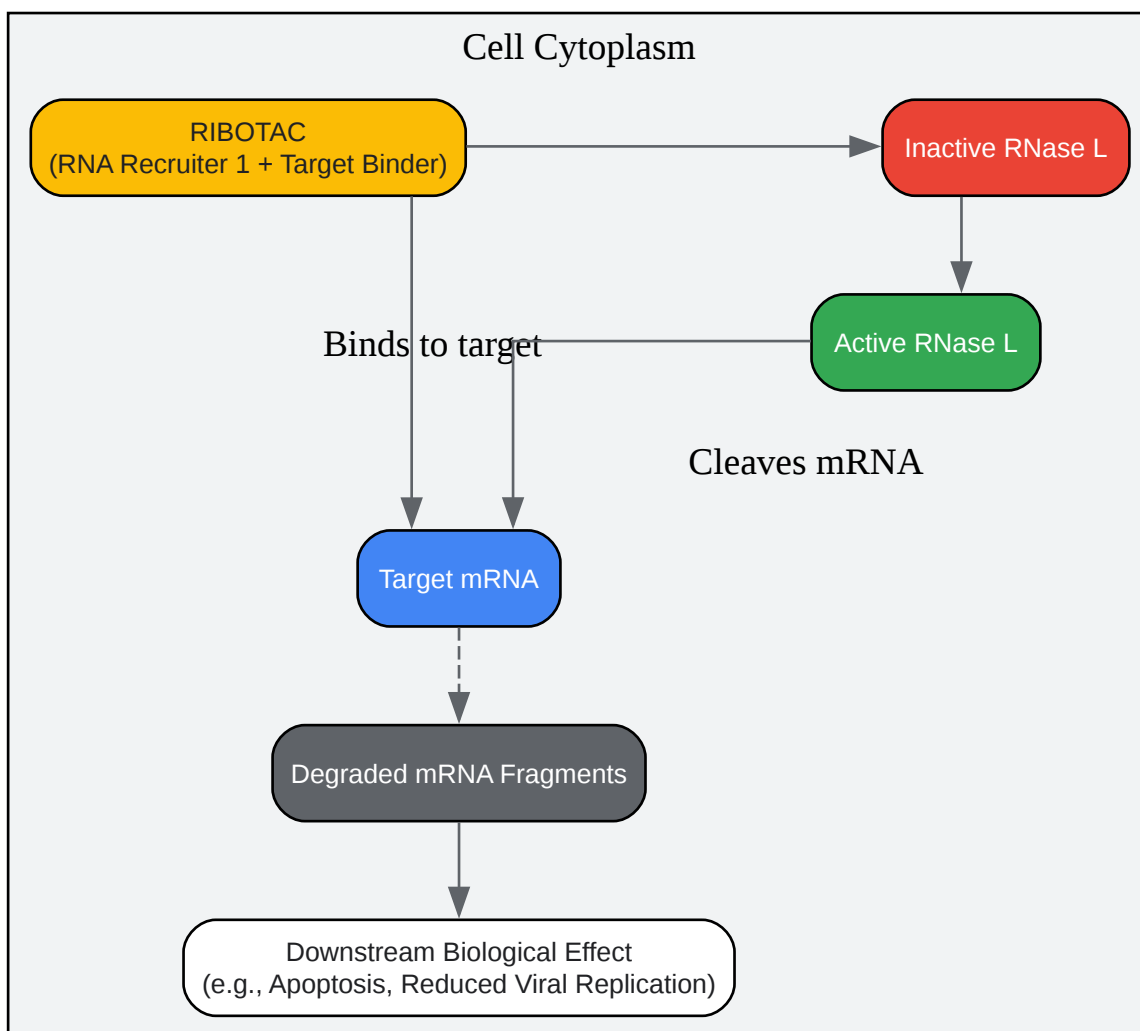 Cell Cytoplasm
RIBOTAC
(RNA Recruiter 1 + Target Binder)
Inactive RNase L
Binds to target
Active RNase L
Cleaves mRNA
Target mRNA
Degraded mRNA Fragments
Downstream Biological Effect
(e.g., Apoptosis, Reduced Viral Replication)